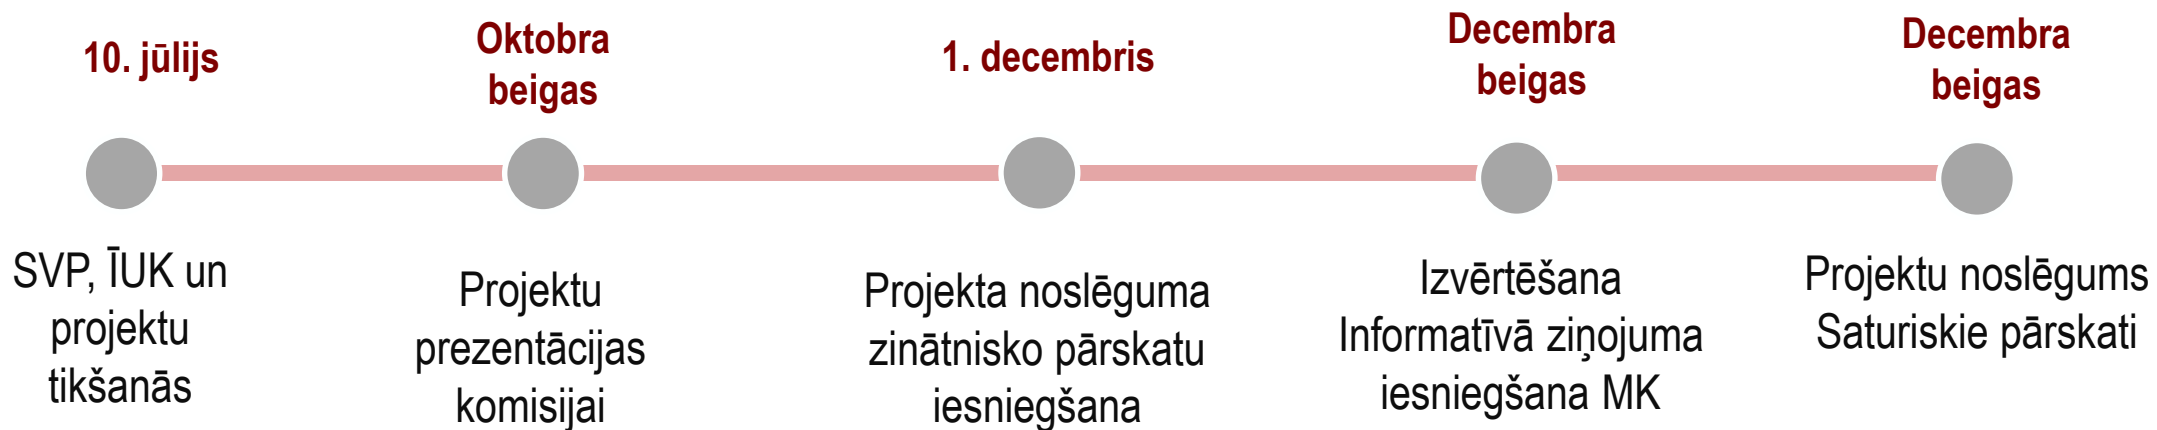 10. jūlijs
SVP, ĪUK un
projektu
tikšanās
Oktobra
beigas
Projektu
prezentācijas
komisijai
1. decembris
Projekta noslēguma
zinātnisko pārskatu
iesniegšana
Decembra
beigas
Izvērtēšana
Informatīvā ziņojuma
iesniegšana MK
Decembra
beigas
Projektu noslēgums
Saturiskie pārskati